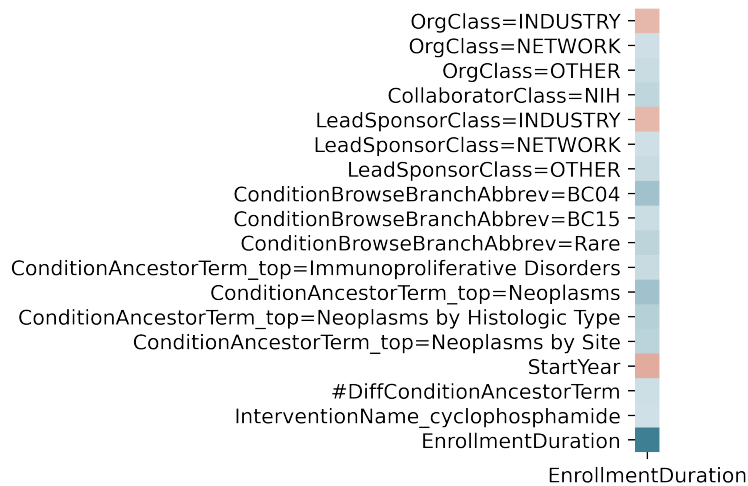 OrgClass=INDUSTRY
OrgClass=NETWORK
OrgClass=OTHER
CollaboratorClass=NIH
LeadSponsorClass=INDUSTRY
LeadSponsorClass=NETWORK
LeadSponsorClass=OTHER
ConditionBrowseBranchAbbrev=BC04
ConditionBrowseBranchAbbrev=BC15
ConditionBrowseBranchAbbrev=Rare
ConditionAncestorTerm_top=Immunoproliferative Disorders
ConditionAncestorTerm_top=Neoplasms
ConditionAncestorTerm_top=Neoplasms by Histologic Type
ConditionAncestorTerm_top=Neoplasms by Site
StartYear
#DiffConditionAncestorTerm
InterventionName_cyclophosphamide
EnrollmentDuration
EnrollmentDuration